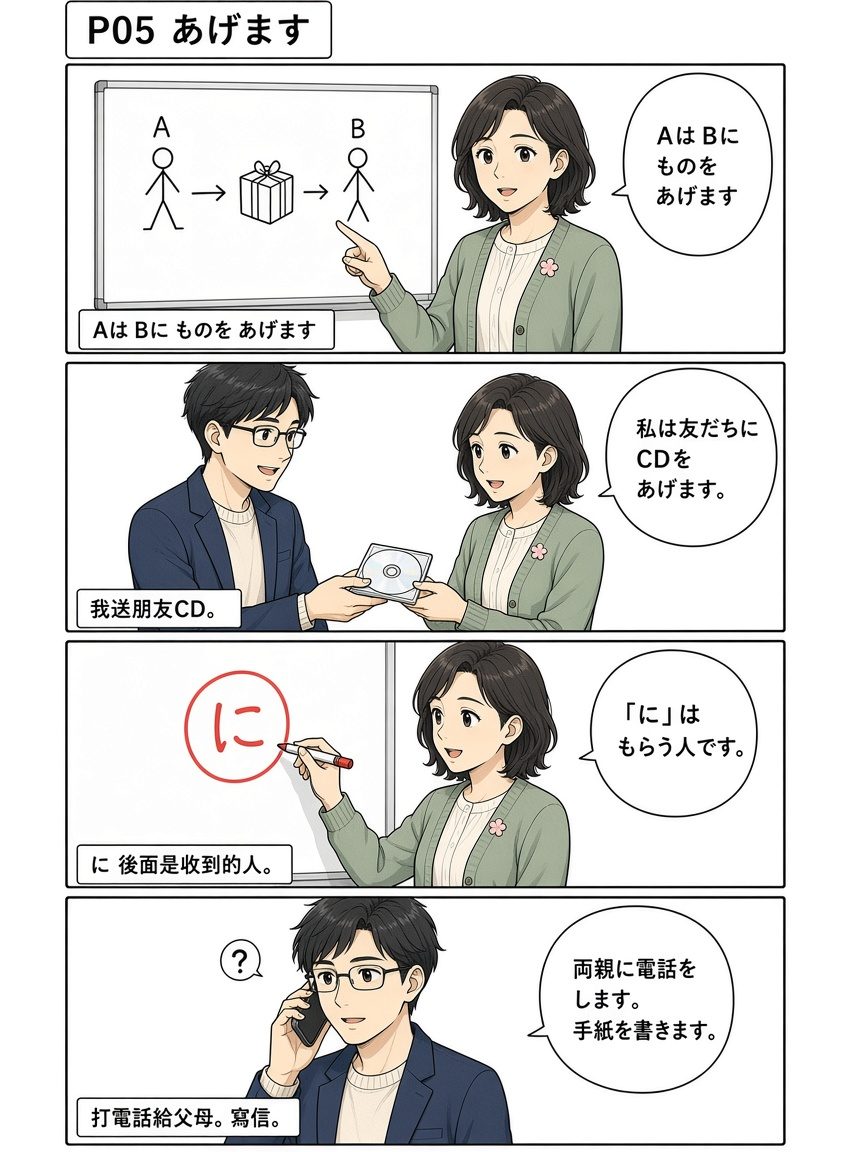 P05 あげます
A
B
AはBに
ものを
あげます
Aは Bに ものを あげます
私は友だちに
CDを
あげます。
我送朋友CD。
に
「に」は
もらう人です。
に 後面是收到的人。
?
両親に電話を
します。
手紙を書きます。
打電話給父母。寫信。